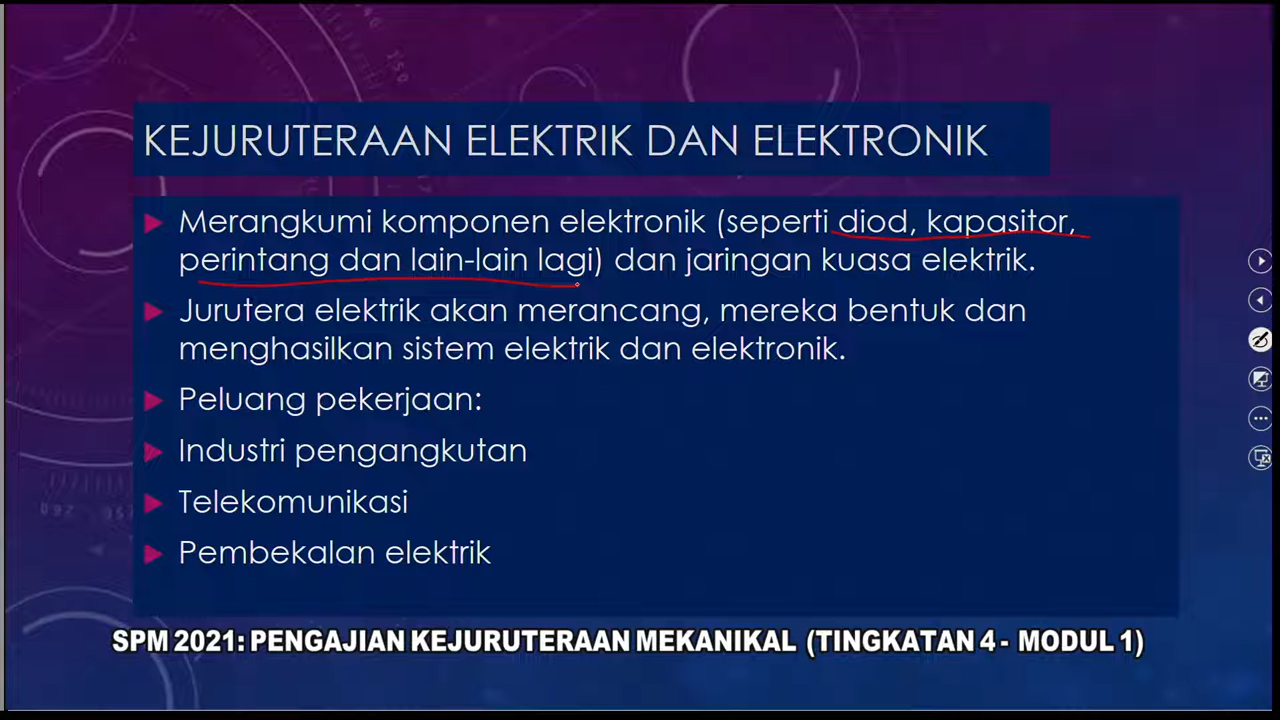 KEJURUTERAAN ELEKTRIK DAN ELEKTRONIK
Merangkumi komponen elektronik (seperti diod, kapasitor,
perintang dan lain-lain lagi) dan jaringan kuasa elektrik.
Jurutera elektrik akan merancang, mereka bentuk dan
menghasilkan sistem elektrik dan elektronik.
Peluang pekerjaan:
Industri pengangkutan
Telekomunikasi
Pembekalan elektrik
SPM 2021: PENGAJIAN KEJURUTERAAN MEKANIKAL (TINGKATAN 4 - MODUL 1)